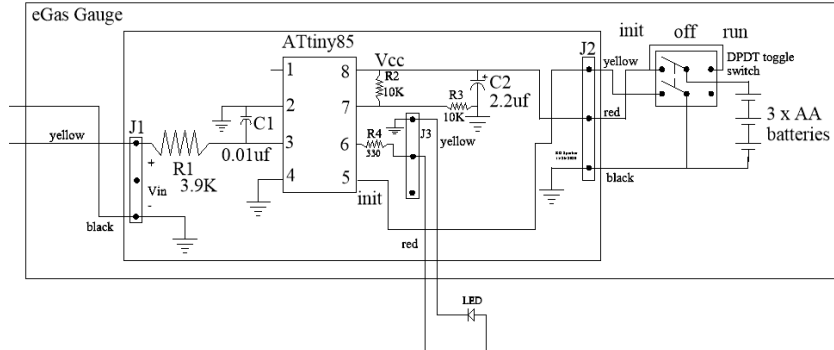 eGas Gauge
ATtiny85
init off run
DPDT toggle
switch
J2
yellow
Vcc
1
8
R2
10K
C2
2.2uf
R3
10K
2
7
C1
0.01uf
red
3 x AA
batteries
J1
yellow
R1
3.9K
+
Vin
-
3
6
R4
330
J3
yellow
4
5
init
black
black
red
LED